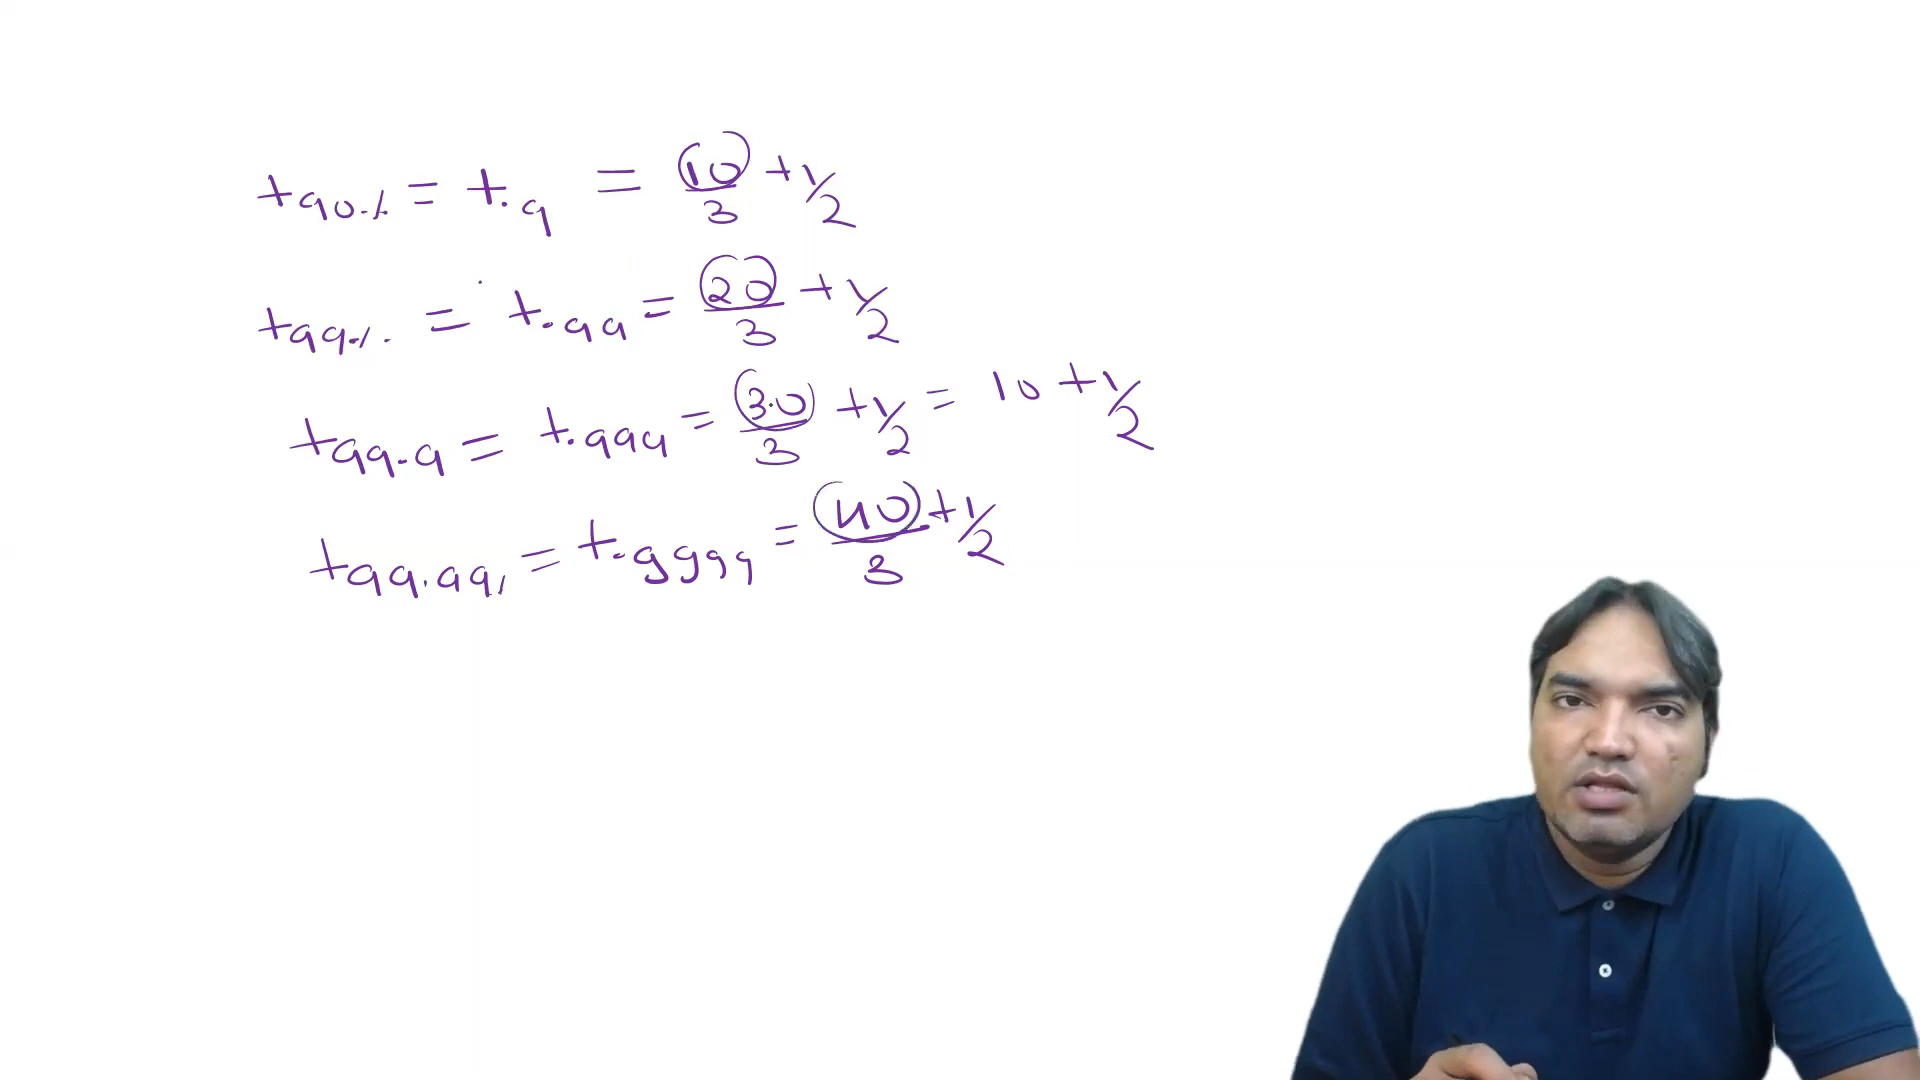 t90% = t.9 = 10/3 + 1/2
t99% = t.99 = 20/3 + 1/2
t99.9 = t.999 = 30/3 + 1/2 = 10 + 1/2
t99.99% = t.9999 = 40/3 + 1/2